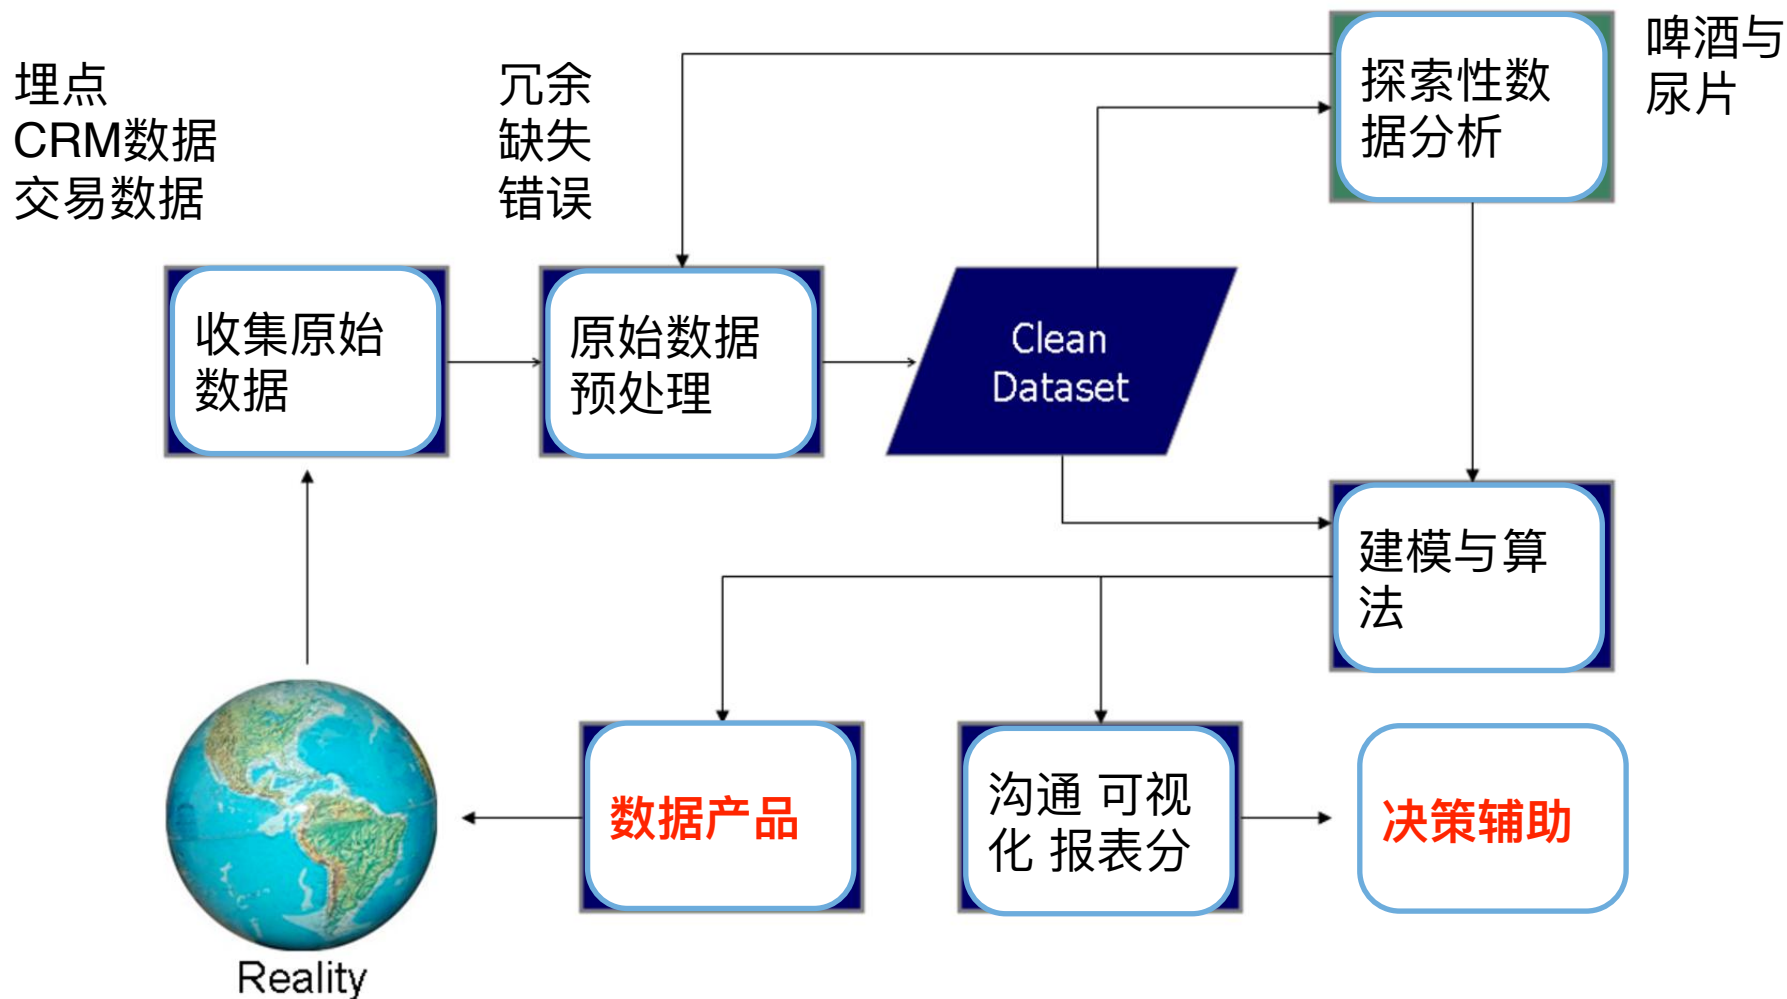 埋点
CRM数据
交易数据
冗余
缺失
错误
探索性数
据分析
啤酒与
尿片
收集原始
数据
原始数据
预处理
Clean
Dataset
建模与算
法
数据产品
沟通 可视
化 报表分
决策辅助
Reality